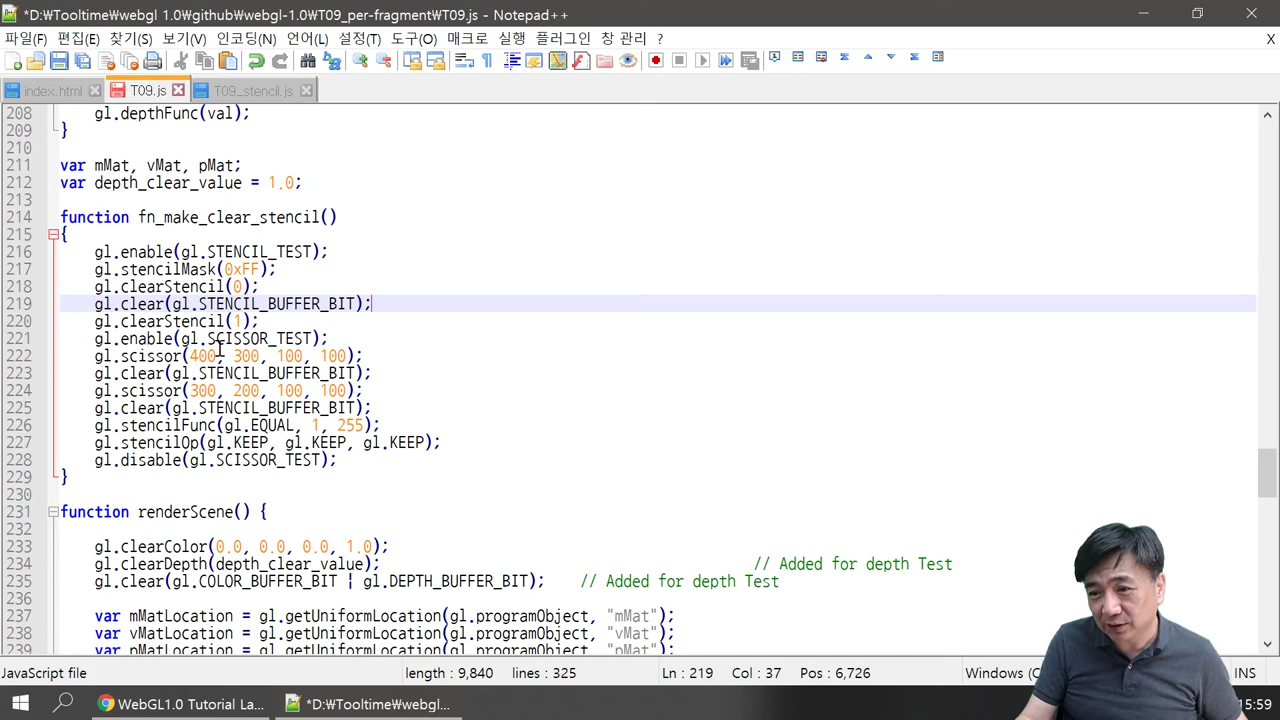 *D:₩Tooltime₩webgl 1.0₩github₩webgl-1.0₩T09_per-fragment₩T09.js - Notepad++
파일(F) 편집(E) 찾기(S) 보기(V) 인코딩(N) 언어(L) 설정(T) 도구(O) 매크로 실행 플러그인 창 관리 ? X
index.html T09.js T09_stencil.js
208 gl.depthFunc(val);
209 }
210
211 var mMat, vMat, pMat;
212 var depth_clear_value = 1.0;
213
214 function fn_make_clear_stencil()
215 {
216 gl.enable(gl.STENCIL_TEST);
217 gl.stencilMask(0xFF);
218 gl.clearStencil(0);
219 gl.clear(gl.STENCIL_BUFFER_BIT);
220 gl.clearStencil(1);
221 gl.enable(gl.SCISSOR_TEST);
222 gl.scissor(400, 300, 100, 100);
223 gl.clear(gl.STENCIL_BUFFER_BIT);
224 gl.scissor(300, 200, 100, 100);
225 gl.clear(gl.STENCIL_BUFFER_BIT);
226 gl.stencilFunc(gl.EQUAL, 1, 255);
227 gl.stencilOp(gl.KEEP, gl.KEEP, gl.KEEP);
228 gl.disable(gl.SCISSOR_TEST);
229 }
230
231 function renderScene() {
232
233 gl.clearColor(0.0, 0.0, 0.0, 1.0);
234 gl.clearDepth(depth_clear_value); // Added for depth Test
235 gl.clear(gl.COLOR_BUFFER_BIT | gl.DEPTH_BUFFER_BIT); // Added for depth Test
236
237 var mMatLocation = gl.getUniformLocation(gl.programObject, "mMat");
238 var vMatLocation = gl.getUniformLocation(gl.programObject, "vMat");
239 var pMatLocation = gl.getUniformLocation(gl.programObject, "pMat");
JavaScript file length : 9,840 lines : 325 Ln : 219 Col : 37 Pos : 6,726 Windows (C INS
WebGL1.0 Tutorial La... *D:₩Tooltime₩webgl... 15:59